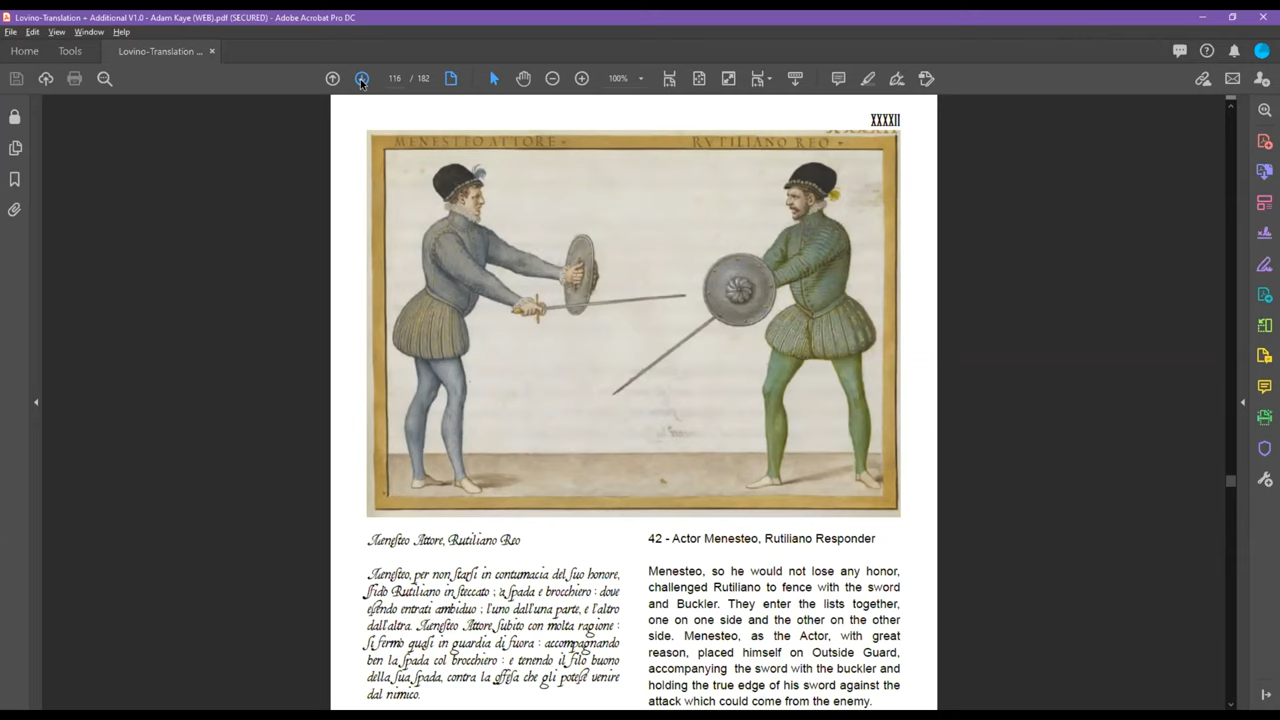 Lovino-Translation + Additional V1.0 - Adam Kaye (WEB).pdf (SECURED) - Adobe Acrobat Pro DC
File Edit View Window Help
Home Tools Lovino-Translation ... ×
116 / 182 100%
XXXXII
MENESTEO ATTORE RVTILIANO REO
Menesteo Attore, Rutiliano Reo
Menesteo, per non starsi in contumacia del suo honore,
sfidò Rutiliano in steccato ; à spada e brocchiero : dove
essendo entrati ambiduo ; l'uno dall'una parte, e l'altro
dall'altra. Menesteo Attore subito con molta ragione :
si fermò quasi in guardia di fuora : accompagnando
ben la spada col brocchiero : e tenendo il filo buono
della sua spada, contra la offesa che gli potesse venire
dal nimico.
42 - Actor Menesteo, Rutiliano Responder
Menesteo, so he would not lose any honor,
challenged Rutiliano to fence with the sword
and Buckler. They enter the lists together,
one on one side and the other on the other
side. Menesteo, as the Actor, with great
reason, placed himself on Outside Guard,
accompanying the sword with the buckler and
holding the true edge of his sword against the
attack which could come from the enemy.